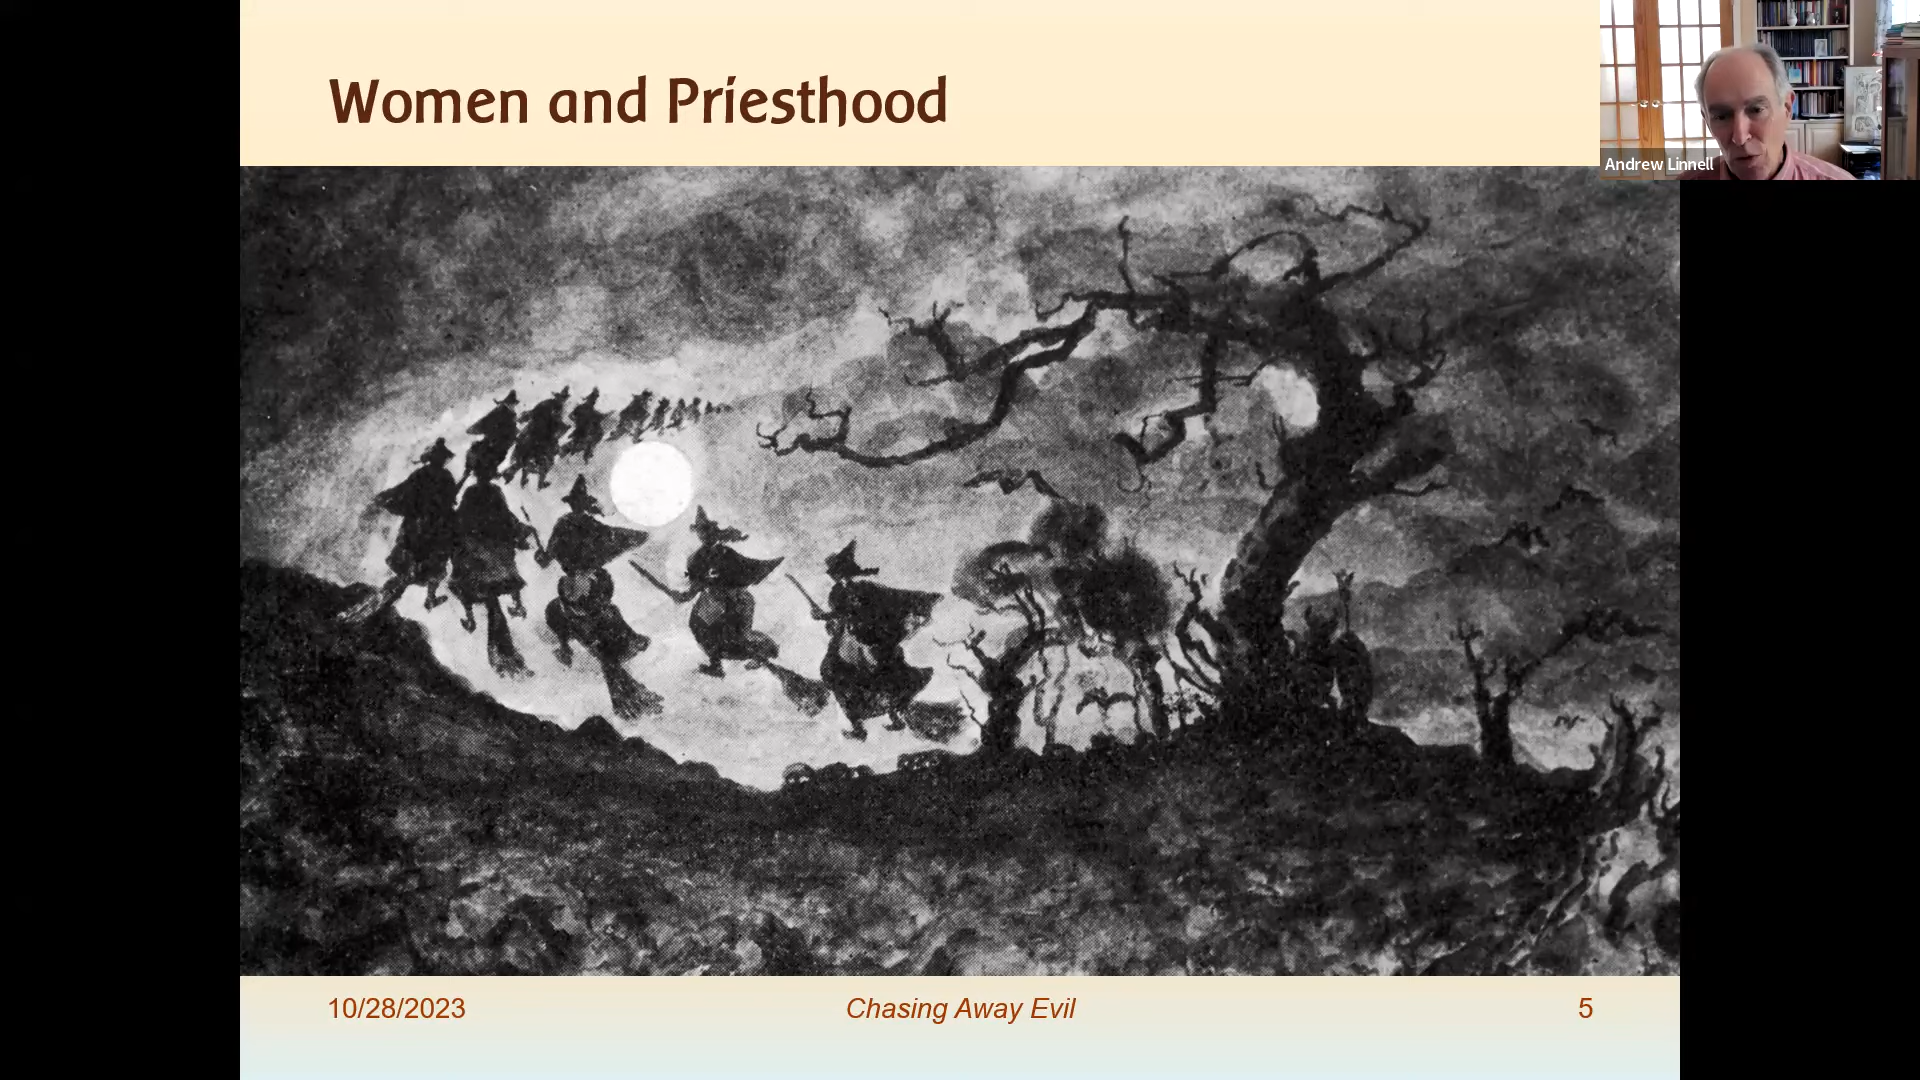 Women and Priesthood
Andrew Linnell
10/28/2023
Chasing Away Evil
5